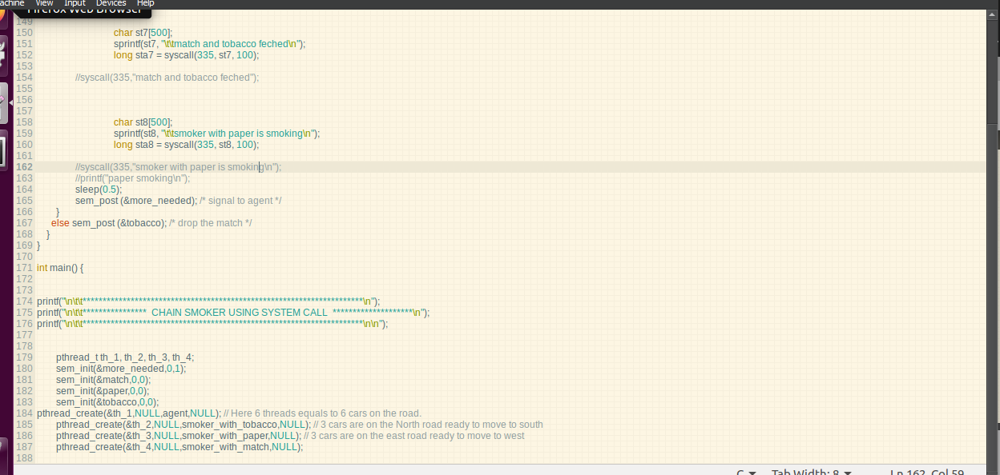 achine View Input Devices Help
Firefox Web Browser
149
150 char st7[500];
151 sprintf(st7, "\t\tmatch and tobacco feched\n");
152 long sta7 = syscall(335, st7, 100);
153
154 //syscall(335,"match and tobacco feched");
155
156
157
158 char st8[500];
159 sprintf(st8, "\t\tsmoker with paper is smoking\n");
160 long sta8 = syscall(335, st8, 100);
161
162 //syscall(335,"smoker with paper is smoking\n");
163 //printf("paper smoking\n");
164 sleep(0.5);
165 sem_post (&more_needed); /* signal to agent */
166 }
167 else sem_post (&tobacco); /* drop the match */
168 }
169 }
170
171 int main() {
172
173
174 printf("\n\t\t**********************************************************************\n");
175 printf("\n\t\t**************** CHAIN SMOKER USING SYSTEM CALL ********************\n");
176 printf("\n\t\t**********************************************************************\n\n");
177
178
179 pthread_t th_1, th_2, th_3, th_4;
180 sem_init(&more_needed,0,1);
181 sem_init(&match,0,0);
182 sem_init(&paper,0,0);
183 sem_init(&tobacco,0,0);
184 pthread_create(&th_1,NULL,agent,NULL); // Here 6 threads equals to 6 cars on the road.
185 pthread_create(&th_2,NULL,smoker_with_tobacco,NULL); // 3 cars are on the North road ready to move to south
186 pthread_create(&th_3,NULL,smoker_with_paper,NULL); // 3 cars are on the east road ready to move to west
187 pthread_create(&th_4,NULL,smoker_with_match,NULL);
188
C Tab Width: 8 Ln 162, Col 59